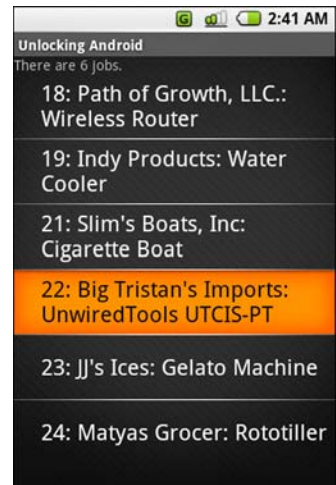 G 2:41 AM
Unlocking Android
There are 6 jobs.
18: Path of Growth, LLC.:
Wireless Router
19: Indy Products: Water
Cooler
21: Slim's Boats, Inc:
Cigarette Boat
22: Big Tristan's Imports:
UnwiredTools UTCIS-PT
23: JJ's Ices: Gelato Machine
24: Matyas Grocer: Rototiller